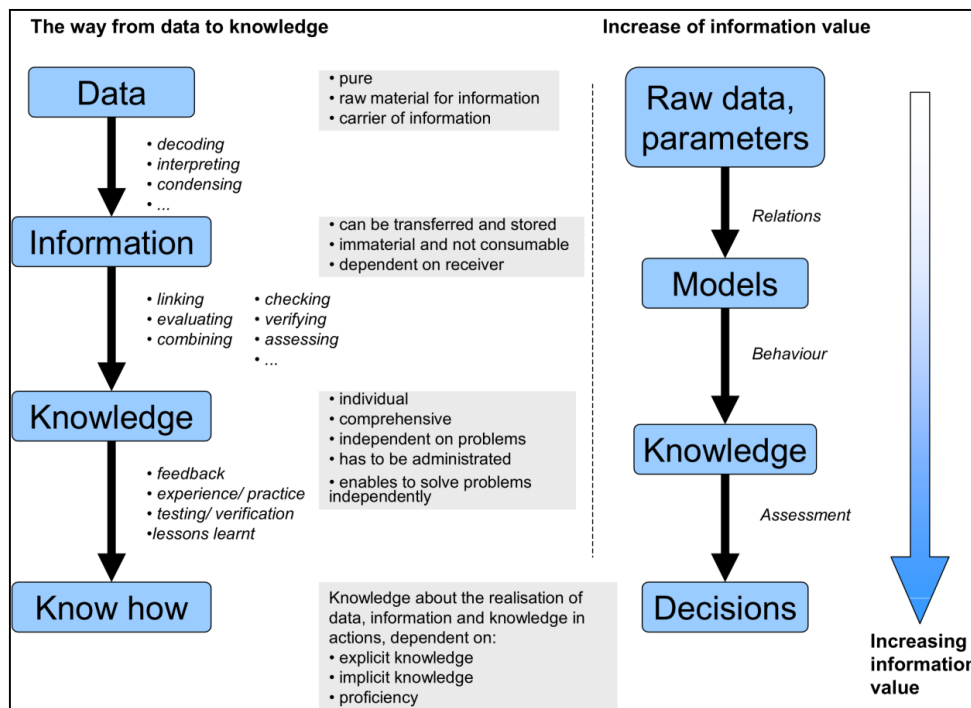 The way from data to knowledge
Data
• pure
• raw material for information
• carrier of information
• decoding
• interpreting
• condensing
• ...
Information
• can be transferred and stored
• immaterial and not consumable
• dependent on receiver
• linking
• evaluating
• combining
• checking
• verifying
• assessing
• ...
Knowledge
• individual
• comprehensive
• independent on problems
• has to be administrated
• enables to solve problems
independently
• feedback
• experience/ practice
• testing/ verification
•lessons learnt
Know how
Knowledge about the realisation of
data, information and knowledge in
actions, dependent on:
• explicit knowledge
• implicit knowledge
• proficiency
Increase of information value
Raw data,
parameters
Relations
Models
Behaviour
Knowledge
Assessment
Decisions
Increasing
information
value